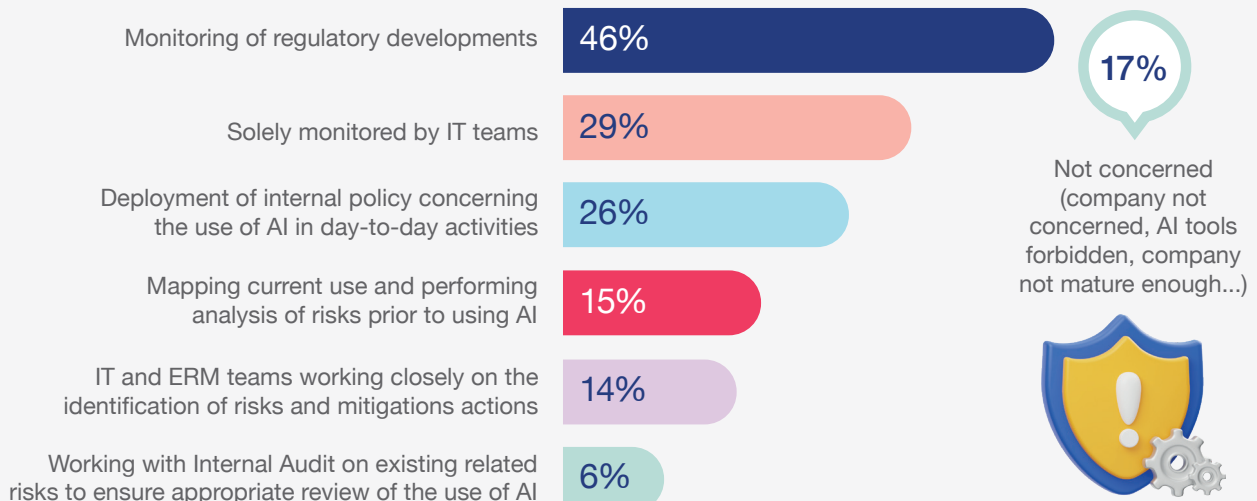 Monitoring of regulatory developments
46%
Solely monitored by IT teams
29%
Deployment of internal policy concerning
the use of AI in day-to-day activities
26%
Mapping current use and performing
analysis of risks prior to using AI
15%
IT and ERM teams working closely on the
identification of risks and mitigations actions
14%
Working with Internal Audit on existing related
risks to ensure appropriate review of the use of AI
6%
17%
Not concerned
(company not
concerned, AI tools
forbidden, company
not mature enough...)